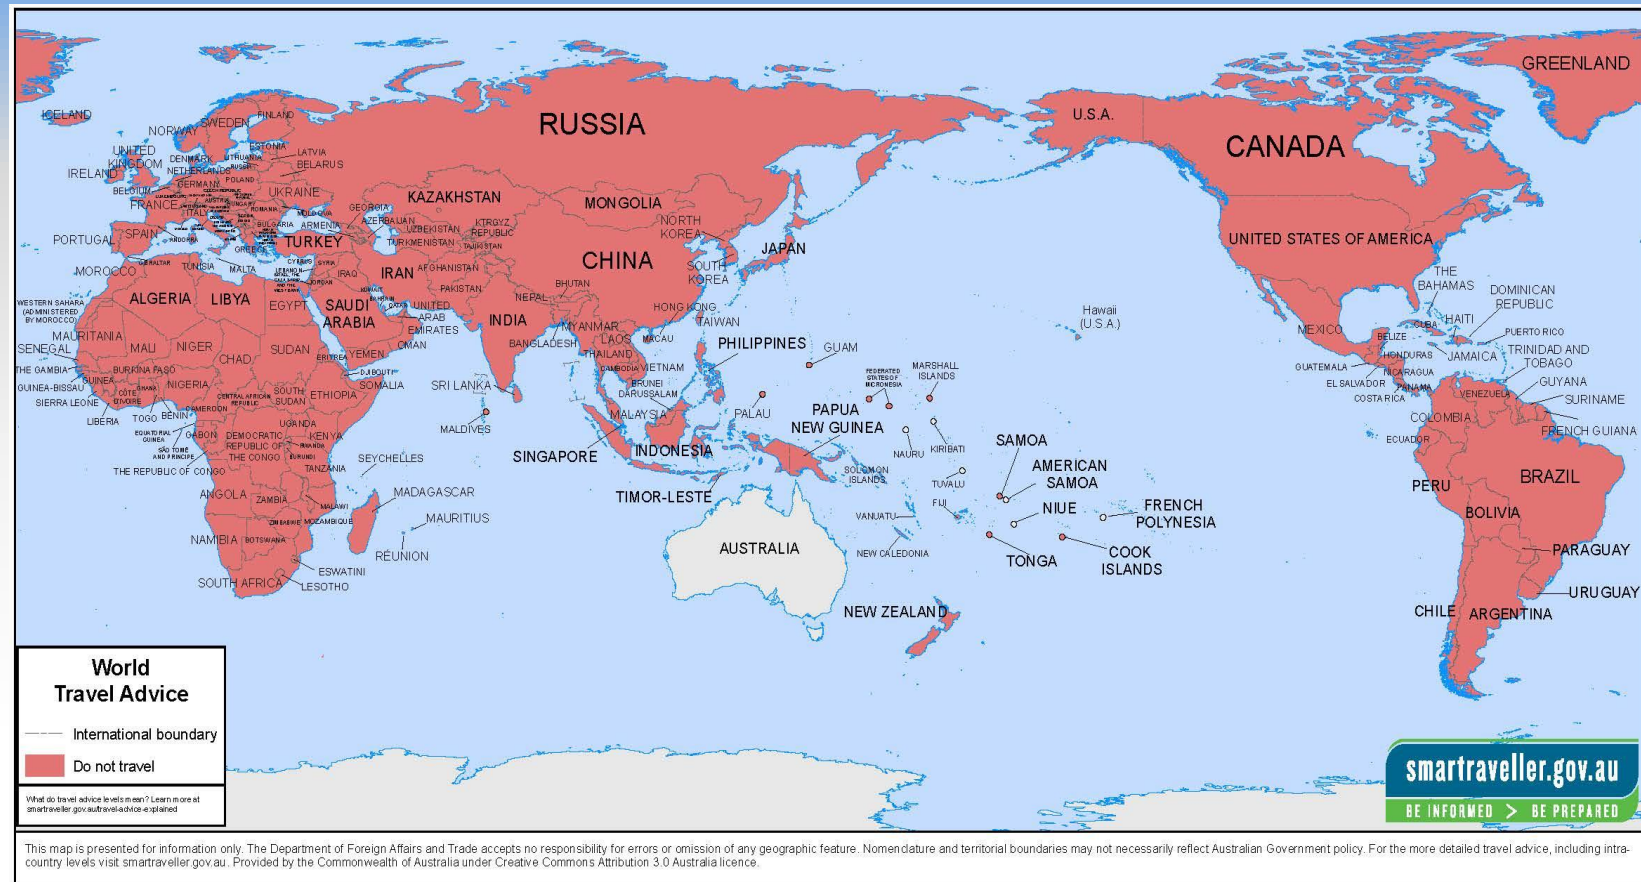 GREENLAND
ICELAND
FINLAND
SWEDEN
NORWAY
RUSSIA
U.S.A.
CANADA
ESTONIA
LATVIA
LITHUANIA
RUSSIA
BELARUS
UNITED
KINGDOM
DENMARK
NETHERLANDS
IRELAND
POLAND
GERMANY
BELGIUM
UKRAINE
FRANCE
AUSTRIA
HUNGARY
ITALY
ROMANIA
MOLDOVA
BULGARIA
KAZAKHSTAN
MONGOLIA
GEORGIA
AZERBAIJAN
ARMENIA
UZBEKISTAN
KYRGYZ
REPUBLIC
TURKMENISTAN
TAJIKISTAN
NORTH
KOREA
SOUTH
KOREA
JAPAN
CHINA
UNITED STATES OF AMERICA
PORTUGAL
SPAIN
ANDORRA
GREECE
TURKEY
GIBRALTAR
TUNISIA
MALTA
CYPRUS
SYRIA
LEBANON
ISRAEL, THE
GAZA STRIP
AND THE
WEST BANK
JORDAN
IRAQ
IRAN
AFGHANISTAN
KUWAIT
BAHRAIN
QATAR
PAKISTAN
NEPAL
BHUTAN
MOROCCO
ALGERIA
LIBYA
EGYPT
SAUDI
ARABIA
UNITED
ARAB
EMIRATES
OMAN
YEMEN
INDIA
BANGLADESH
MYANMAR
LAOS
THAILAND
CAMBODIA
VIETNAM
HONG KONG
MACAU
TAIWAN
PHILIPPINES
GUAM
Hawaii
(U.S.A.)
WESTERN SAHARA
(ADMINISTERED
BY MOROCCO)
MAURITANIA
SENEGAL
THE GAMBIA
GUINEA-BISSAU
GUINEA
SIERRA LEONE
LIBERIA
MALI
BURKINA FASO
CÔTE
D'IVOIRE
GHANA
TOGO
BENIN
NIGER
NIGERIA
CHAD
SUDAN
ERITREA
DJIBOUTI
SOMALIA
ETHIOPIA
SOUTH
SUDAN
CENTRAL AFRICAN
REPUBLIC
CAMEROON
EQUATORIAL
GUINEA
SÃO TOMÉ
AND PRINCIPE
GABON
THE REPUBLIC OF CONGO
DEMOCRATIC
REPUBLIC OF
THE CONGO
UGANDA
KENYA
RWANDA
BURUNDI
TANZANIA
ANGOLA
ZAMBIA
MALAWI
ZIMBABWE
MOZAMBIQUE
NAMIBIA
BOTSWANA
SOUTH AFRICA
ESWATINI
LESOTHO
SEYCHELLES
MADAGASCAR
MAURITIUS
RÉUNION
SRI LANKA
MALDIVES
BRUNEI
DARUSSALAM
MALAYSIA
SINGAPORE
INDONESIA
TIMOR-LESTE
PALAU
FEDERATED
STATES OF
MICRONESIA
MARSHALL
ISLANDS
PAPUA
NEW GUINEA
NAURU
KIRIBATI
SOLOMON
ISLANDS
TUVALU
VANUATU
FIJI
NEW CALEDONIA
SAMOA
AMERICAN
SAMOA
NIUE
FRENCH
POLYNESIA
TONGA
COOK
ISLANDS
AUSTRALIA
NEW ZEALAND
THE
BAHAMAS
DOMINICAN
REPUBLIC
CUBA
HAITI
PUERTO RICO
MEXICO
BELIZE
HONDURAS
JAMAICA
TRINIDAD AND
TOBAGO
GUATEMALA
NICARAGUA
EL SALVADOR
PANAMA
COSTA RICA
VENEZUELA
GUYANA
SURINAME
FRENCH GUIANA
COLOMBIA
ECUADOR
PERU
BRAZIL
BOLIVIA
PARAGUAY
URUGUAY
CHILE
ARGENTINA
World
Travel Advice
International boundary
Do not travel
What do travel advice levels mean? Learn more at
smartraveller.gov.au/travel-advice-explained
smartraveller.gov.au
BE INFORMED > BE PREPARED
This map is presented for information only. The Department of Foreign Affairs and Trade accepts no responsibility for errors or omission of any geographic feature. Nomenclature and territorial boundaries may not necessarily reflect Australian Government policy. For the more detailed travel advice, including intra-
country levels visit smartraveller.gov.au. Provided by the Commonwealth of Australia under Creative Commons Attribution 3.0 Australia licence.